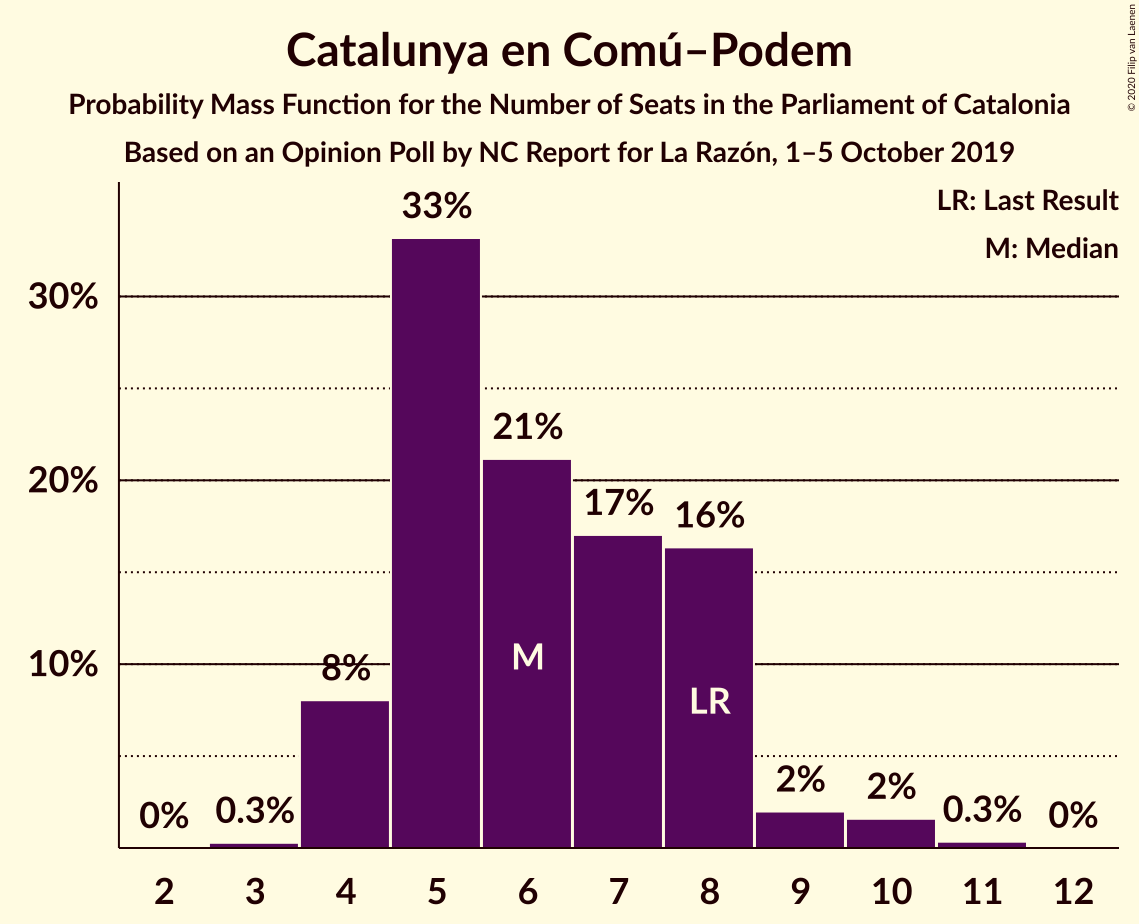 Catalunya en Comú–Podem
Probability Mass Function for the Number of Seats in the Parliament of Catalonia
Based on an Opinion Poll by NC Report for La Razón, 1–5 October 2019
© 2020 Filip van Laenen
LR: Last Result
M: Median
33%
30%
21%
20%
17%
16%
M
10%
8%
LR
2%
2%
0%
0.3%
0.3%
0%
2 3 4 5 6 7 8 9 10 11 12